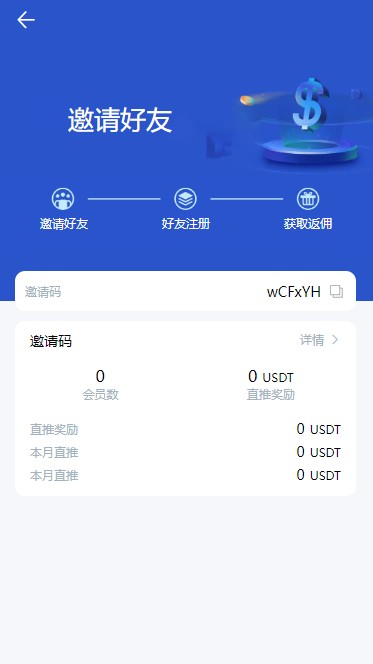 邀请好友
邀请好友 好友注册 获取返佣
邀请码 wCFxYH
邀请码 详情
0 0 USDT
会员数 直推奖励
直推奖励 0 USDT
本月直推 0 USDT
本月直推 0 USDT